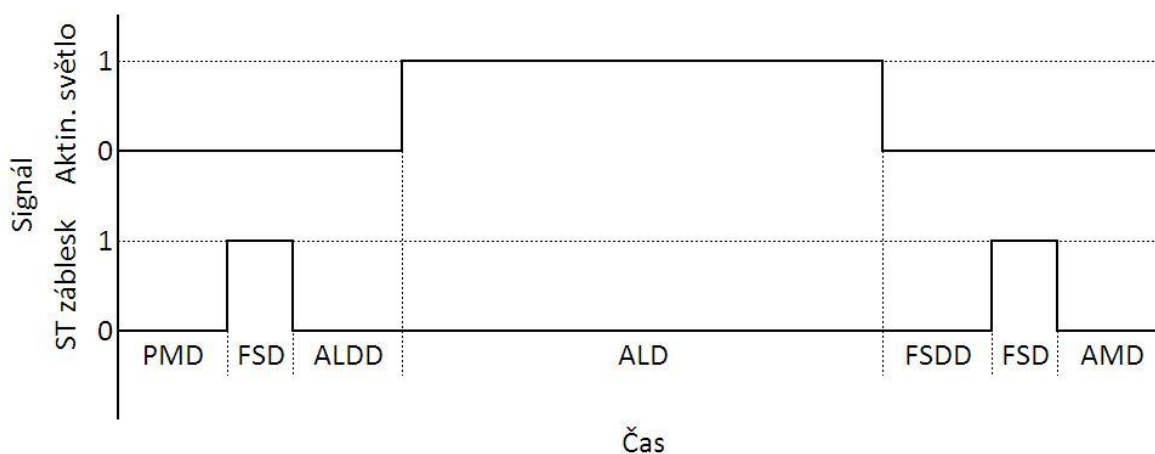 Signál
Aktin. světlo
1
0
ST záblesk
1
0
PMD FSD ALDD ALD FSDD FSD AMD
Čas